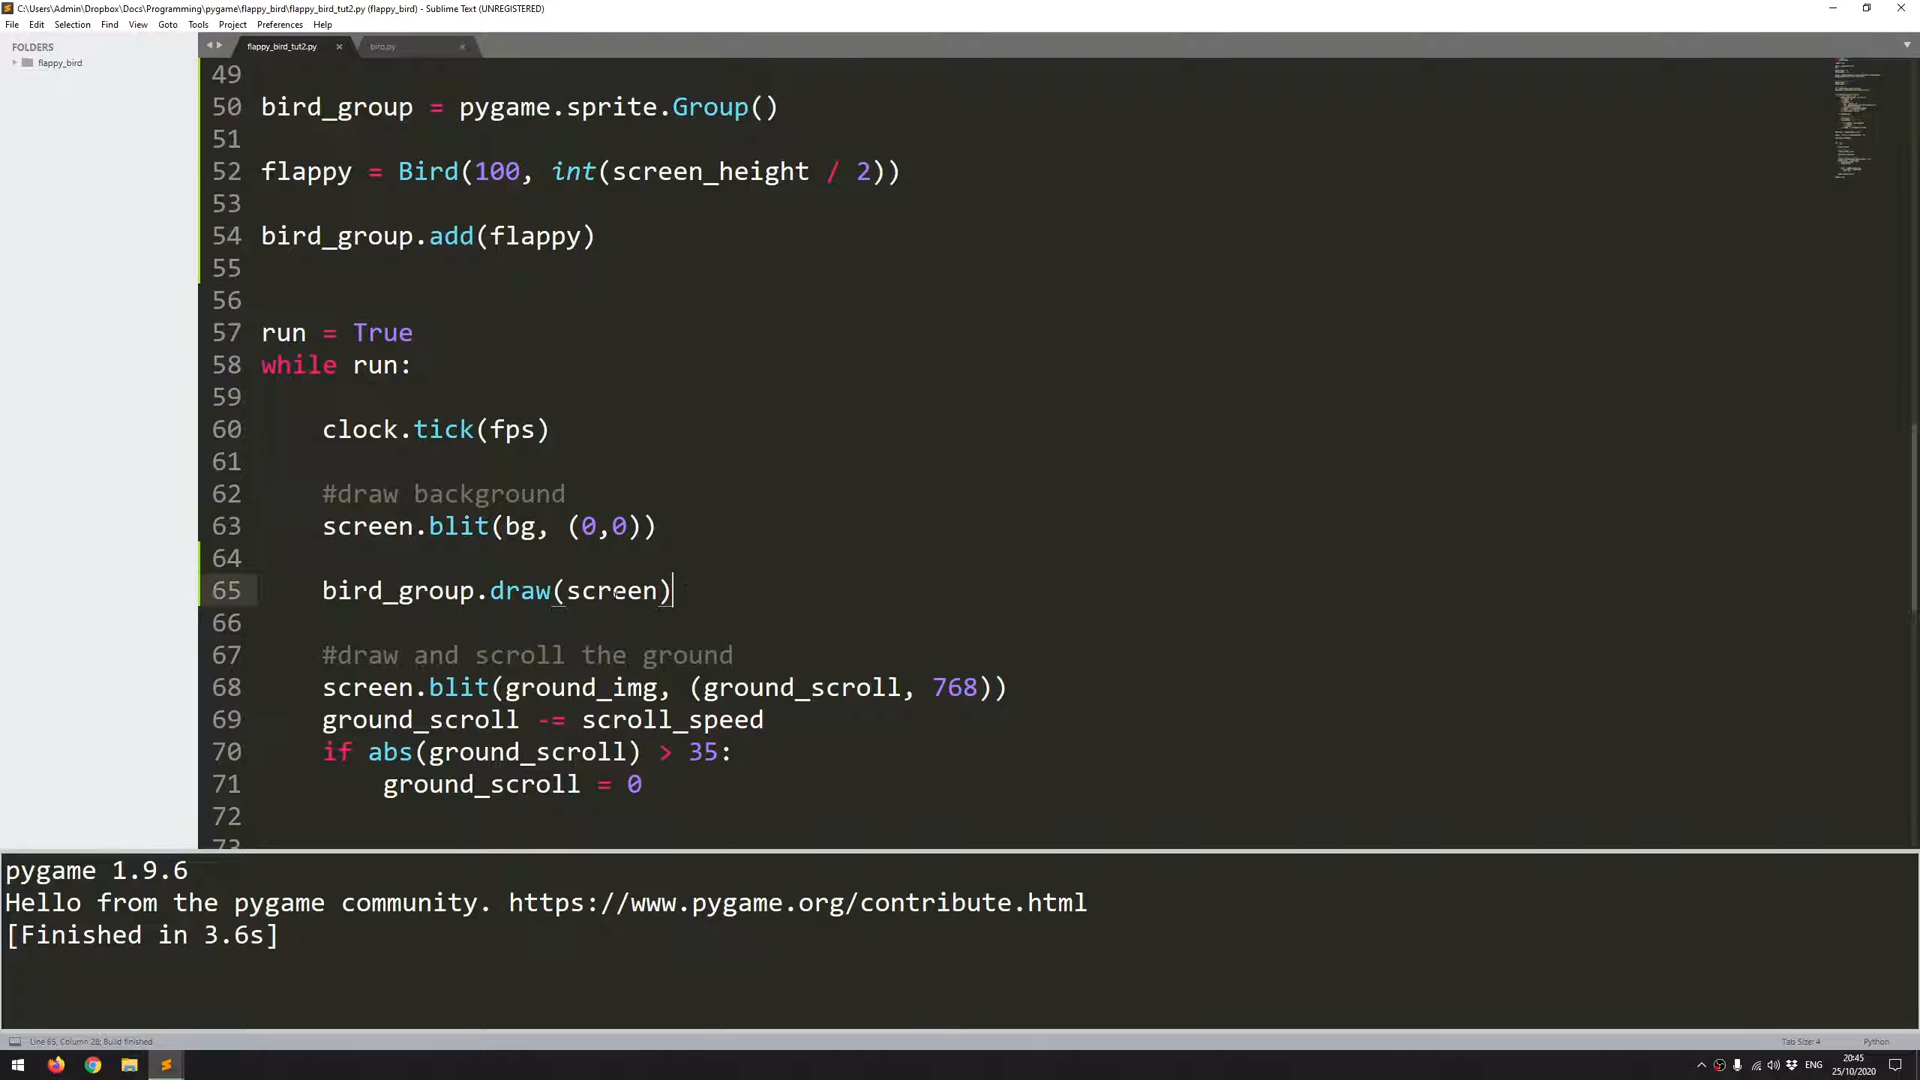 C:\Users\Admin\Dropbox\Docs\Programming\pygame\flappy_bird\flappy_bird_tut2.py (flappy_bird) - Sublime Text (UNREGISTERED)
File Edit Selection Find View Goto Tools Project Preferences Help
FOLDERS
flappy_bird
flappy_bird_tut2.py
49
50 bird_group = pygame.sprite.Group()
51
52 flappy = Bird(100, int(screen_height / 2))
53
54 bird_group.add(flappy)
55
56
57 run = True
58 while run:
59
60 clock.tick(fps)
61
62 #draw background
63 screen.blit(bg, (0,0))
64
65 bird_group.draw(screen)
66
67 #draw and scroll the ground
68 screen.blit(ground_img, (ground_scroll, 768))
69 ground_scroll -= scroll_speed
70 if abs(ground_scroll) > 35:
71 ground_scroll = 0
72
73
pygame 1.9.6
Hello from the pygame community. https://www.pygame.org/contribute.html
[Finished in 3.6s]
Line 65, Column 28; Build finished
Tab Size: 4 Python
ENG
20:45
25/10/2020